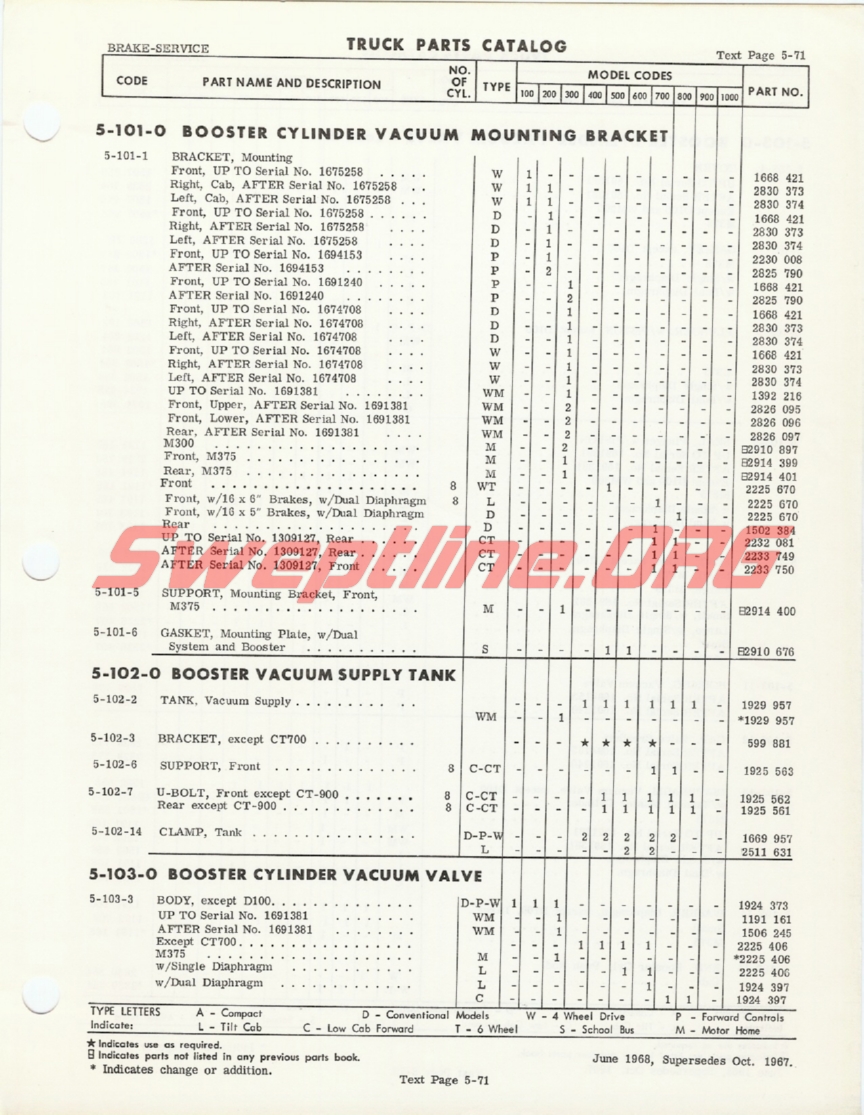 BRAKE-SERVICE TRUCK PARTS CATALOG Text Page 5-71
CODE PART NAME AND DESCRIPTION NO. OF CYL. TYPE MODEL CODES PART NO.
100 200 300 400 500 600 700 800 900 1000
5-101-0 BOOSTER CYLINDER VACUUM MOUNTING BRACKET
5-101-1 BRACKET, Mounting
Front, UP TO Serial No. 1675258 . . . . . W 1 - - - - - - - - - 1668 421
Right, Cab, AFTER Serial No. 1675258 . . W 1 1 - - - - - - - - 2830 373
Left, Cab, AFTER Serial No. 1675258 . . . W 1 1 - - - - - - - - 2830 374
Front, UP TO Serial No. 1675258 . . . . . . D - 1 - - - - - - - - 1668 421
Right, AFTER Serial No. 1675258 . . . . D - 1 - - - - - - - - 2830 373
Left, AFTER Serial No. 1675258 . . . . D - 1 - - - - - - - - 2830 374
Front, UP TO Serial No. 1694153 . . . . P - 1 - - - - - - - - 2230 008
AFTER Serial No. 1694153 . . . . . . . . P - 2 - - - - - - - - 2825 790
Front, UP TO Serial No. 1691240 . . . . P - - 1 - - - - - - - 1668 421
AFTER Serial No. 1691240 . . . . . . . . P - - 2 - - - - - - - 2825 790
Front, UP TO Serial No. 1674708 . . . . D - - 1 - - - - - - - 1668 421
Right, AFTER Serial No. 1674708 . . . . D - - 1 - - - - - - - 2830 373
Left, AFTER Serial No. 1674708 . . . . D - - 1 - - - - - - - 2830 374
Front, UP TO Serial No. 1674708 . . . . W - - 1 - - - - - - - 1668 421
Right, AFTER Serial No. 1674708 . . . . W - - 1 - - - - - - - 2830 373
Left, AFTER Serial No. 1674708 . . . . W - - 1 - - - - - - - 2830 374
UP TO Serial No. 1691381 . . . . . . . . WM - - 1 - - - - - - - 1392 216
Front, Upper, AFTER Serial No. 1691381 WM - - 2 - - - - - - - 2826 095
Front, Lower, AFTER Serial No. 1691381 WM - - 2 - - - - - - - 2826 096
Rear, AFTER Serial No. 1691381 . . . . WM - - 2 - - - - - - - 2826 097
M300 . . . . . . . . . . . . . . . . . M - - 2 - - - - - - - 2910 897
Front, M375 . . . . . . . . . . . . . . M - - 1 - - - - - - - 2914 399
Rear, M375 . . . . . . . . . . . . . . M - - 1 - - - - - - - 2914 401
Front . . . . . . . . . . . . . . . . . . . 8 WT - - - - 1 - - - - - 2225 670
Front, w/16 x 6" Brakes, w/Dual Diaphragm 8 L - - - - - - 1 - - - 2225 670
Front, w/16 x 6" Brakes, w/Dual Diaphragm D - - - - - - - 1 - - 2225 670
Rear . . . . . . . . . . . . . . . . . . D - - - - - - 1 - - - 1502 384
UP TO Serial No. 1309127, Rear . . . . . . CT - - - - - - 1 1 - - 2232 081
AFTER Serial No. 1309127, Rear . . . . . . CT - - - - - - 1 1 - - 2233 749
AFTER Serial No. 1309127, Front . . . . . CT - - - - - - 1 1 - - 2233 750
Sweptline.ORG
5-101-5 SUPPORT, Mounting Bracket, Front,
M375 . . . . . . . . . . . . . . . . . . . M - - 1 - - - - - - - 2914 400
5-101-6 GASKET, Mounting Plate, w/Dual
System and Booster . . . . . . . . . . S - - - - 1 1 - - - - 2910 676
5-102-0 BOOSTER VACUUM SUPPLY TANK
5-102-2 TANK, Vacuum Supply . . . . . . . . . . . - - - 1 1 1 1 1 1 - 1929 957
WM - - 1 - - - - - - - *1929 957
5-102-3 BRACKET, except CT700 . . . . . . . . . . - - - ★ ★ ★ ★ - - - 599 881
5-102-6 SUPPORT, Front . . . . . . . . . . . . . . 8 C-CT - - - - - - 1 1 - - 1925 563
5-102-7 U-BOLT, Front except CT-900 . . . . . . . 8 C-CT - - - - 1 1 1 1 1 - 1925 562
Rear except CT-900 . . . . . . . . . . . . . 8 C-CT - - - - 1 1 1 1 1 - 1925 561
5-102-14 CLAMP, Tank . . . . . . . . . . . . . . . D-P-W - - - 2 2 2 2 2 - - 1669 957
L - - - - - 2 2 - - - 2511 631
5-103-0 BOOSTER CYLINDER VACUUM VALVE
5-103-3 BODY, except D100. . . . . . . . . . . . . . D-P-W 1 1 1 - - - - - - - 1924 373
UP TO Serial No. 1691381 . . . . . . . . WM - - 1 - - - - - - - 1191 161
AFTER Serial No. 1691381 . . . . . . . . WM - - 1 - - - - - - - 1506 245
Except CT700. . . . . . . . . . . . . . . . . - - - 1 1 1 1 - - - 2225 406
M375 . . . . . . . . . . . . . . . . . . M - - 1 - - - - - - - *2225 406
w/Single Diaphragm . . . . . . . . . . . . L - - - - - 1 1 - - - 2225 406
w/Dual Diaphragm . . . . . . . . . . . . . L - - - - - - 1 - - - 1924 397
C - - - - - - - 1 1 - 1924 397
TYPE LETTERS A - Compact D - Conventional Models W - 4 Wheel Drive P - Forward Controls
Indicate: L - Tilt Cab C - Low Cab Forward T - 6 Wheel S - School Bus M - Motor Home
★ Indicates use as required.
Indicates parts not listed in any previous parts book.
* Indicates change or addition.
June 1968, Supersedes Oct. 1967.
Text Page 5-71